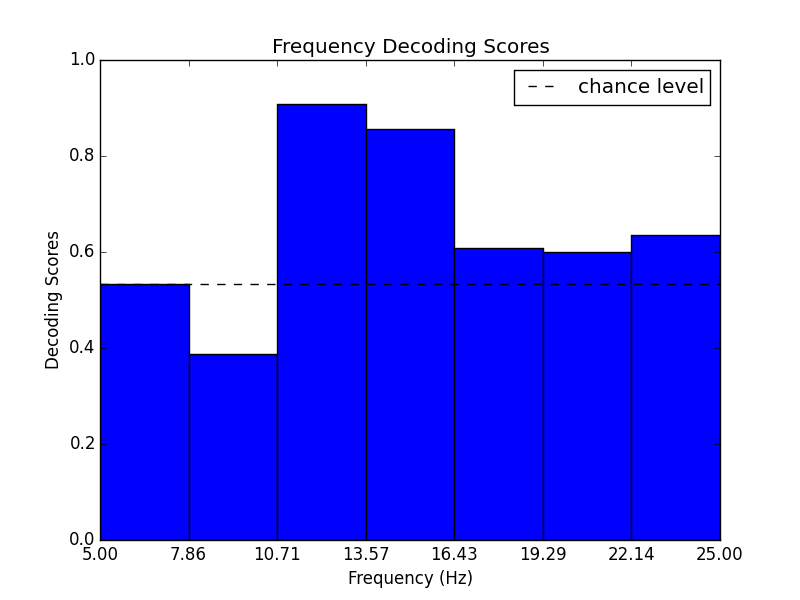 Frequency Decoding Scores
chance level
1.0
0.8
0.6
0.4
0.2
0.0
Decoding Scores
5.00 7.86 10.71 13.57 16.43 19.29 22.14 25.00
Frequency (Hz)